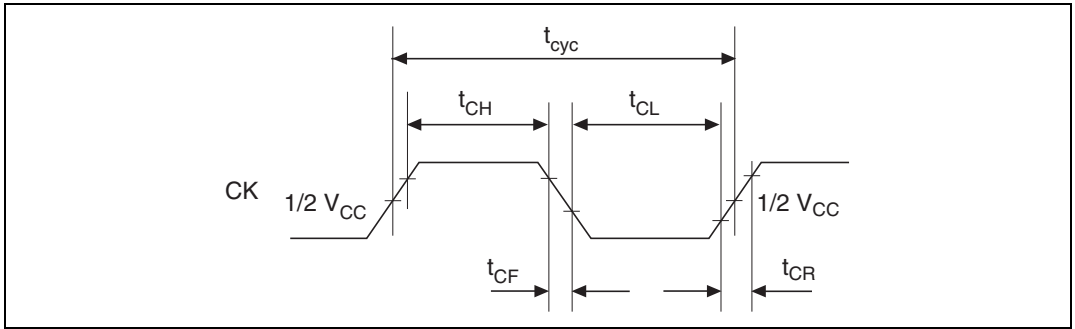 tcyc
tCH
tCL
CK
1/2 VCC
1/2 VCC
tCF
tCR